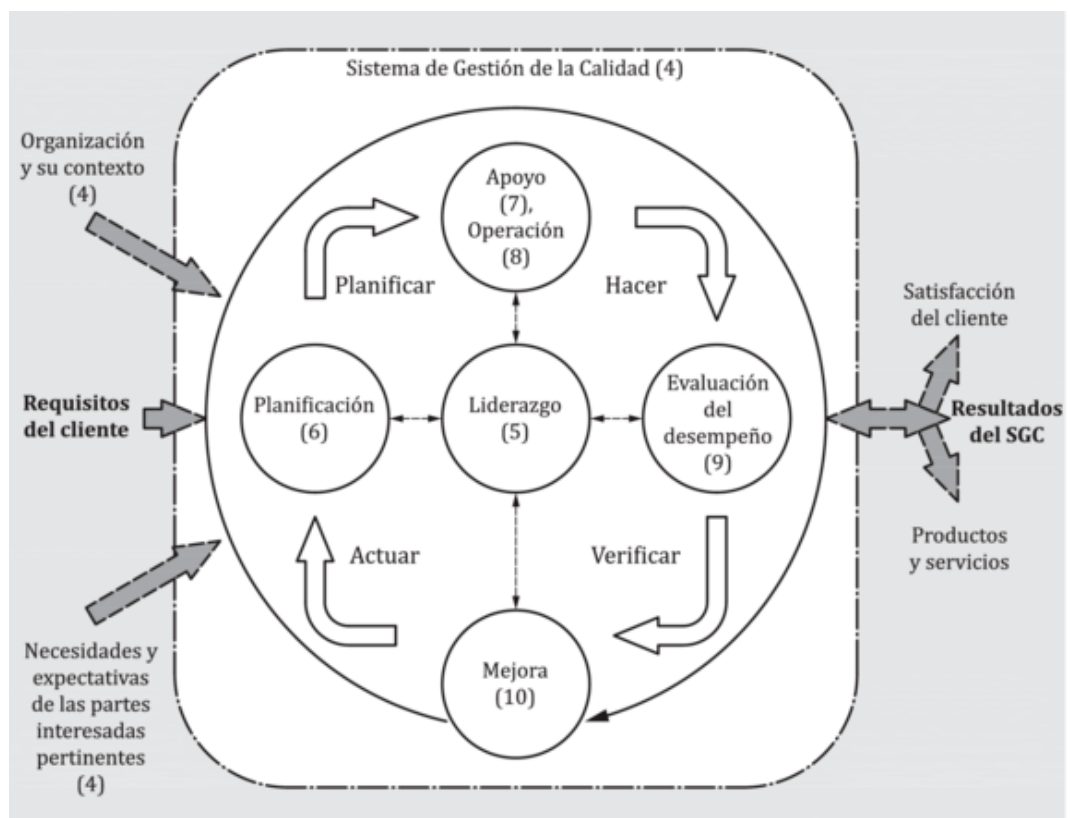 Sistema de Gestión de la Calidad (4)
Organización
y su contexto
(4)
Apoyo
(7),
Operación
(8)
Planificar
Hacer
Satisfacción
del cliente
Requisitos
del cliente
Planificación
(6)
Liderazgo
(5)
Evaluación
del
desempeño
(9)
Resultados
del SGC
Actuar
Verificar
Productos
y servicios
Necesidades y
expectativas
de las partes
interesadas
pertinentes
(4)
Mejora
(10)